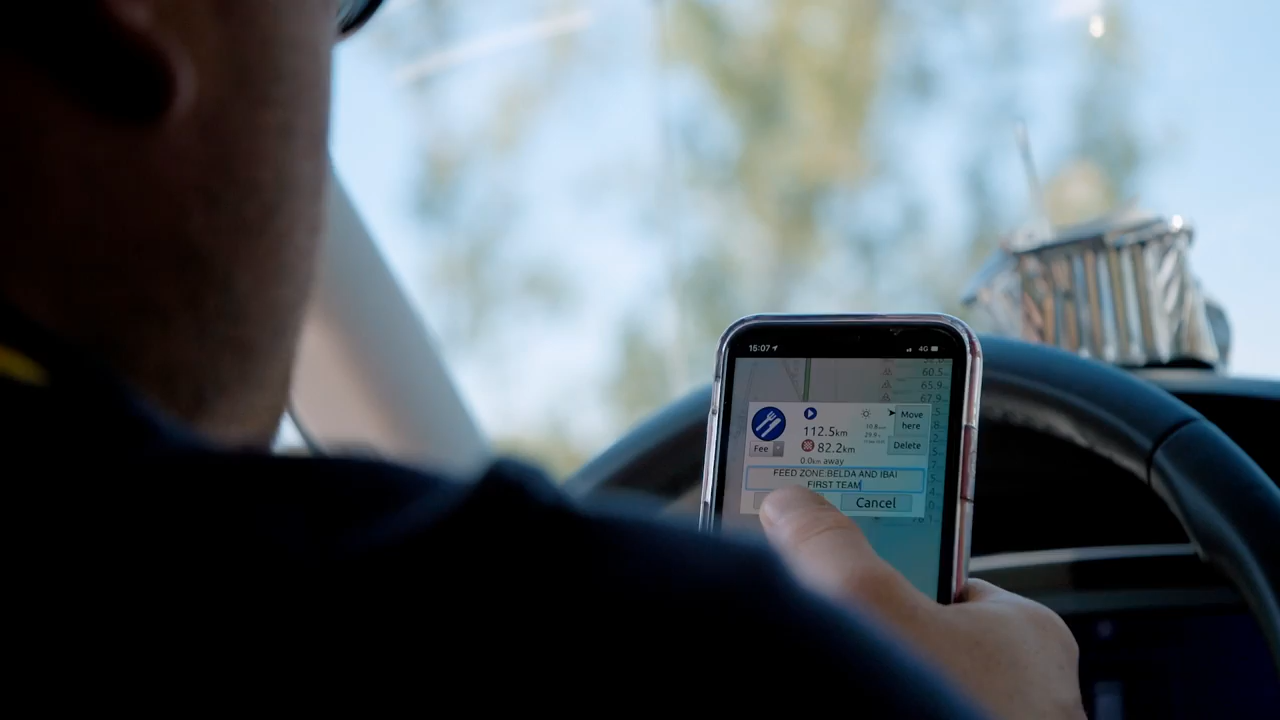 15:07
4G
60.5
65.9
67.9
112.5km
Move
here
82.2km
Fee
Delete
0.0km away
FEED ZONE:BELDA AND IBAI
FIRST TEAM
Cancel